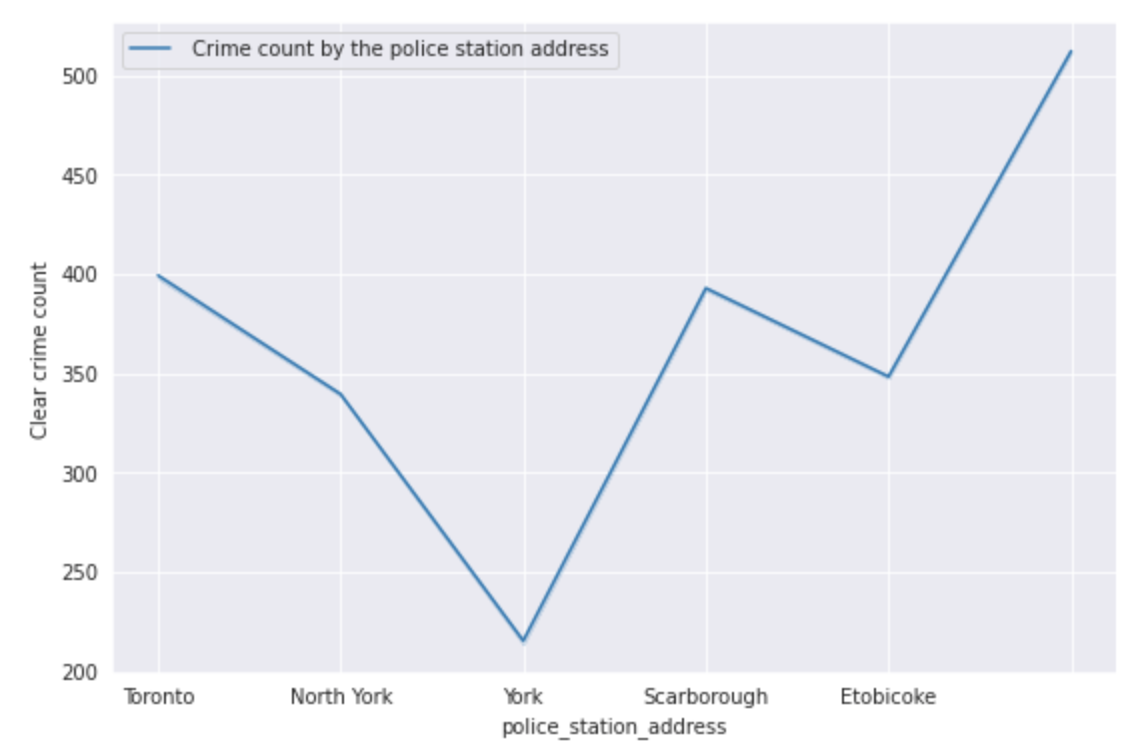 Crime count by the police station address
500
450
400
350
300
250
200
Clear crime count
Toronto North York York Scarborough Etobicoke
police_station_address